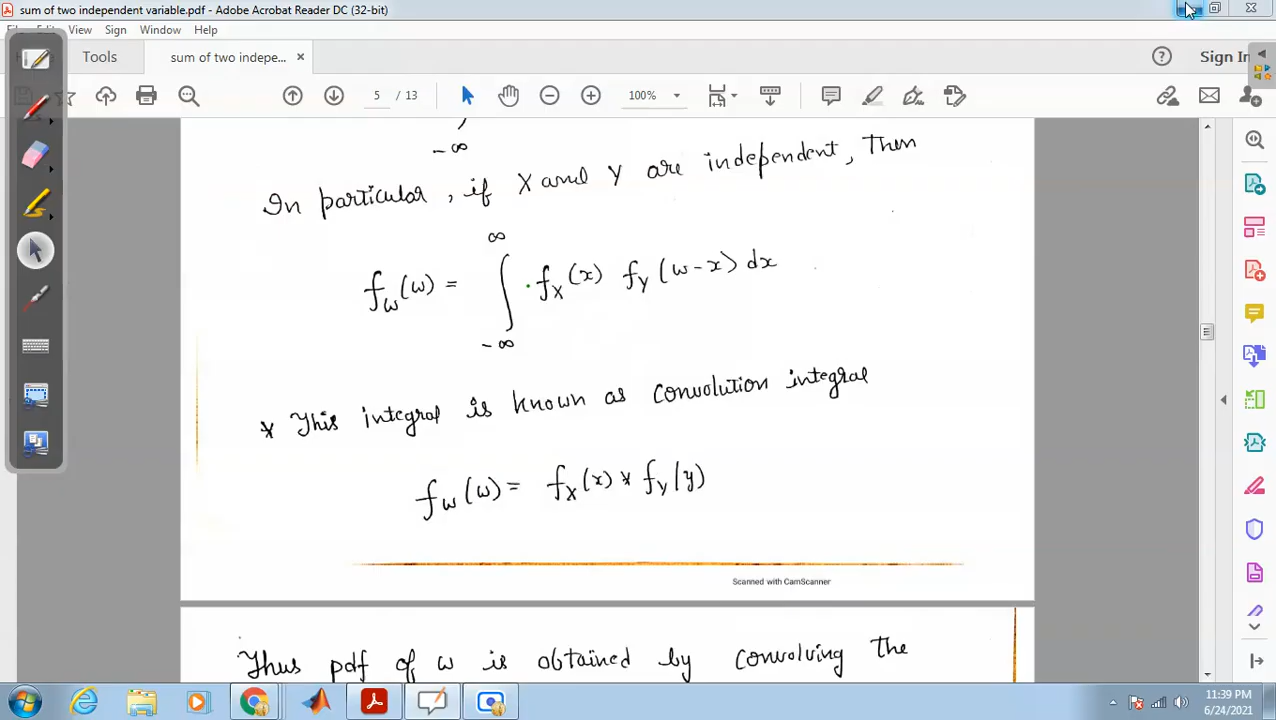 sum of two independent variable.pdf - Adobe Acrobat Reader DC (32-bit)
View Sign Window Help
Tools sum of two indepe... × Sign In
5 / 13 100%
- ∞
In particular, if X and Y are independent, Then
∞
f_W(w) = ∫ f_X(x) f_Y(w-x) dx
- ∞
* This integral is known as convolution integral
f_W(w) = f_X(x) * f_Y(y)
Scanned with CamScanner
Thus pdf of w is obtained by convolving the
11:39 PM
6/24/2021